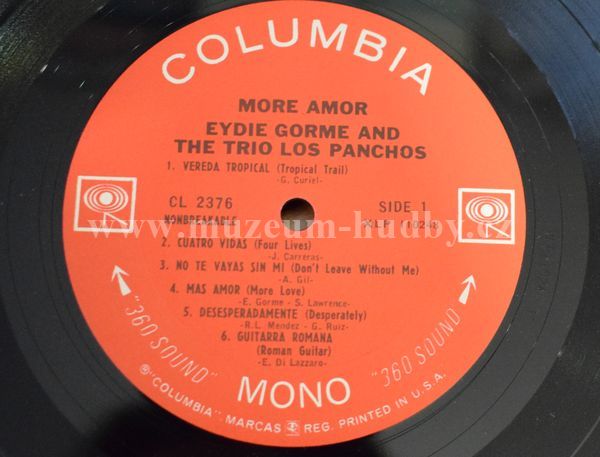 COLUMBIA
MORE AMOR
EYDIE GORME AND
THE TRIO LOS PANCHOS
1. VEREDA TROPICAL (Tropical Trail)
-G. Curiel-
CL 2376 SIDE 1
NONBREAKABLE XLP 110248
www.muzeum-hudby.cz
2. CUATRO VIDAS (Four Lives)
-J. Carreras-
3. NO TE VAYAS SIN MI (Don't Leave Without Me)
-A. Gil-
4. MAS AMOR (More Love)
-E. Gorme - S. Lawrence-
5. DESESPERADAMENTE (Desperately)
-R.L. Mendez - G. Ruiz-
6. GUITARRA ROMANA
(Roman Guitar)
-E. Di Lazzaro-
"360 SOUND" MONO "360 SOUND"
℗ "COLUMBIA" MARCAS REG. PRINTED IN U.S.A.